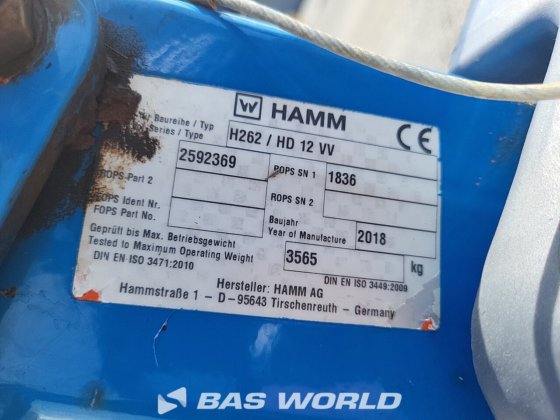 HAMM
CE
Baureihe / Typ
Series / Type
H262 / HD 12 VV
2592369
ROPS SN 1
1836
ROPS-Part 2
ROPS SN 2
FOPS Ident Nr.
FOPS Part No.
Baujahr
Year of Manufacture
2018
Geprüft bis Max. Betriebsgewicht
Tested to Maximum Operating Weight
3565
kg
DIN EN-ISO 3471:2010
DIN EN ISO 3449:2009
Hersteller: HAMM AG
Hammstraße 1 – D–95643 Tirschenreuth – Germany
BAS WORLD